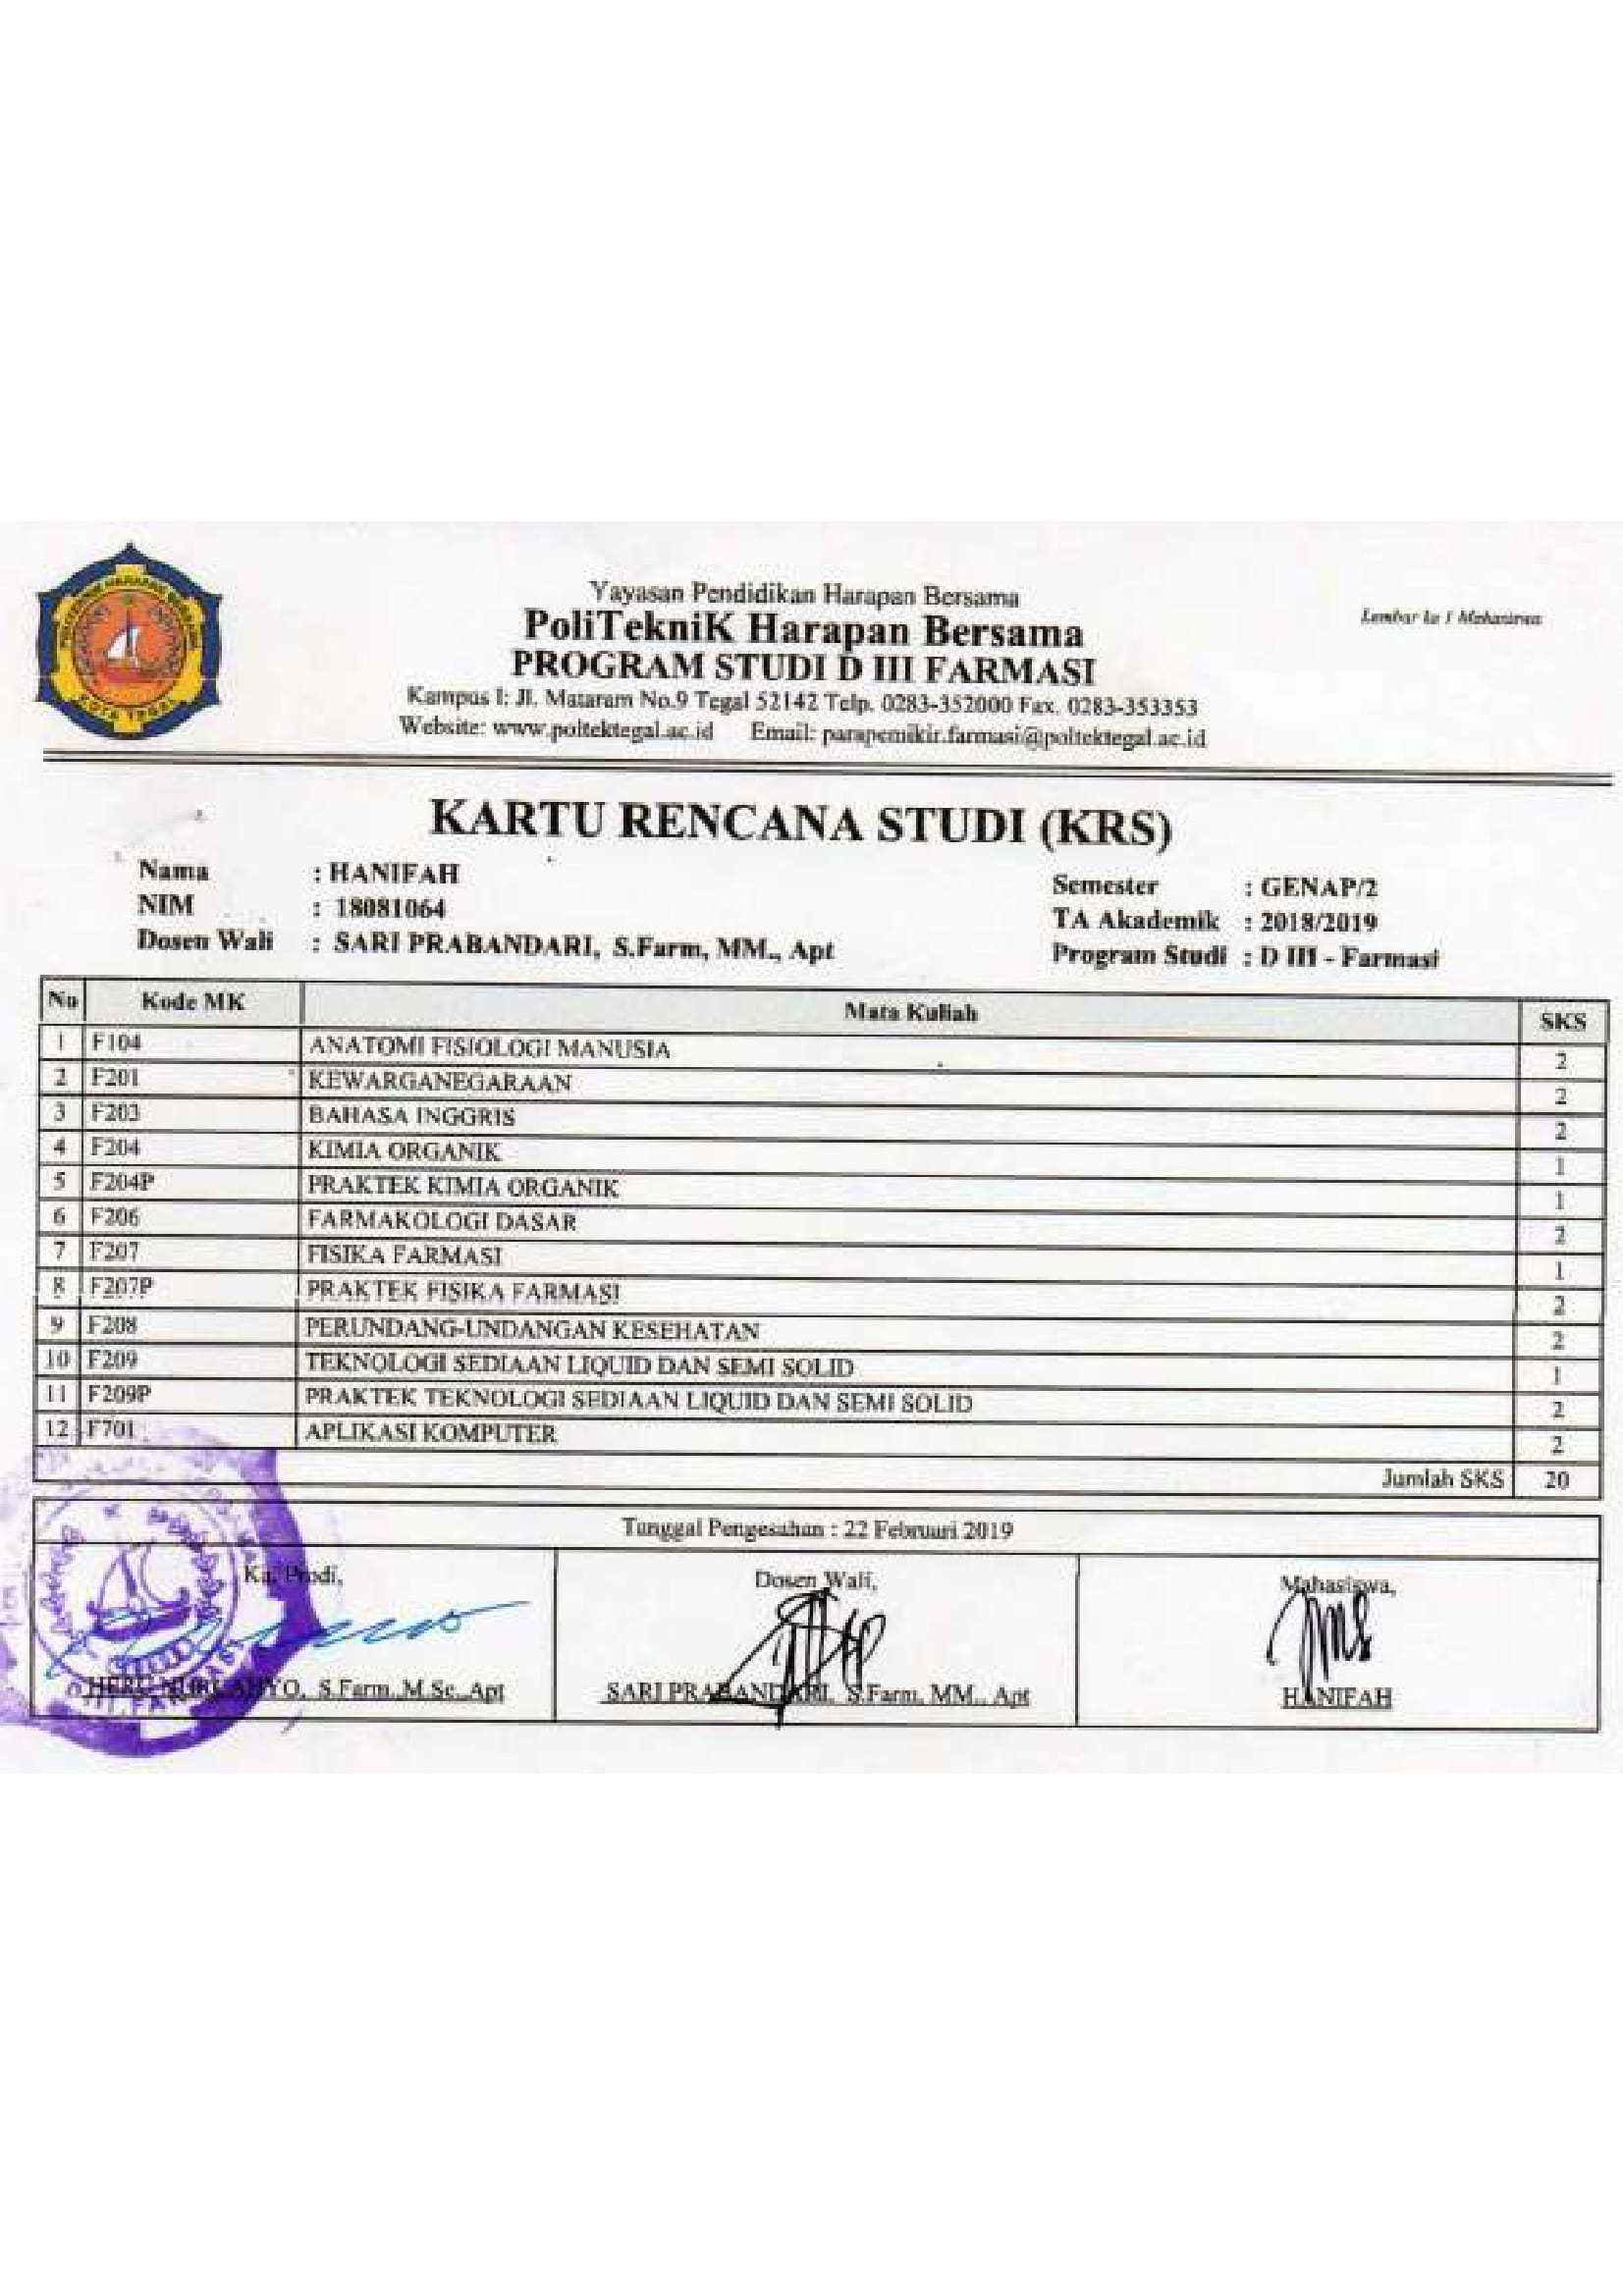 Yayasan Pendidikan Harapan Bersama
PoliTekniK Harapan Bersama
PROGRAM STUDI D III FARMASI
Kampus I: Jl. Mataram No.9 Tegal 52142 Telp. 0283-352000 Fax. 0283-353353
Website: www.poltektegal.ac.id Email: parapemikir.farmasi@poltektegal.ac.id
Lembar ke 1 Mahasiswa
KARTU RENCANA STUDI (KRS)
Nama : HANIFAH
NIM : 18081064
Dosen Wali : SARI PRABANDARI, S.Farm, MM., Apt
Semester : GENAP/2
TA Akademik : 2018/2019
Program Studi : D III - Farmasi
No Kode MK Mata Kuliah SKS
1 F104 ANATOMI FISIOLOGI MANUSIA 2
2 F201 KEWARGANEGARAAN 2
3 F203 BAHASA INGGRIS 2
4 F204 KIMIA ORGANIK 1
5 F204P PRAKTEK KIMIA ORGANIK 1
6 F206 FARMAKOLOGI DASAR 2
7 F207 FISIKA FARMASI 1
8 F207P PRAKTEK FISIKA FARMASI 2
9 F208 PERUNDANG-UNDANGAN KESEHATAN 2
10 F209 TEKNOLOGI SEDIAAN LIQUID DAN SEMI SOLID 1
11 F209P PRAKTEK TEKNOLOGI SEDIAAN LIQUID DAN SEMI SOLID 2
12 F701 APLIKASI KOMPUTER 2
Jumlah SKS 20
Tanggal Pengesahan : 22 Februari 2019
Ka. Prodi,
Dosen Wali,
Mahasiswa,
HERU NURCAHYO, S.Farm.,M.Sc.,Apt
SARI PRABANDARI, S.Farm, MM., Apt
HANIFAH